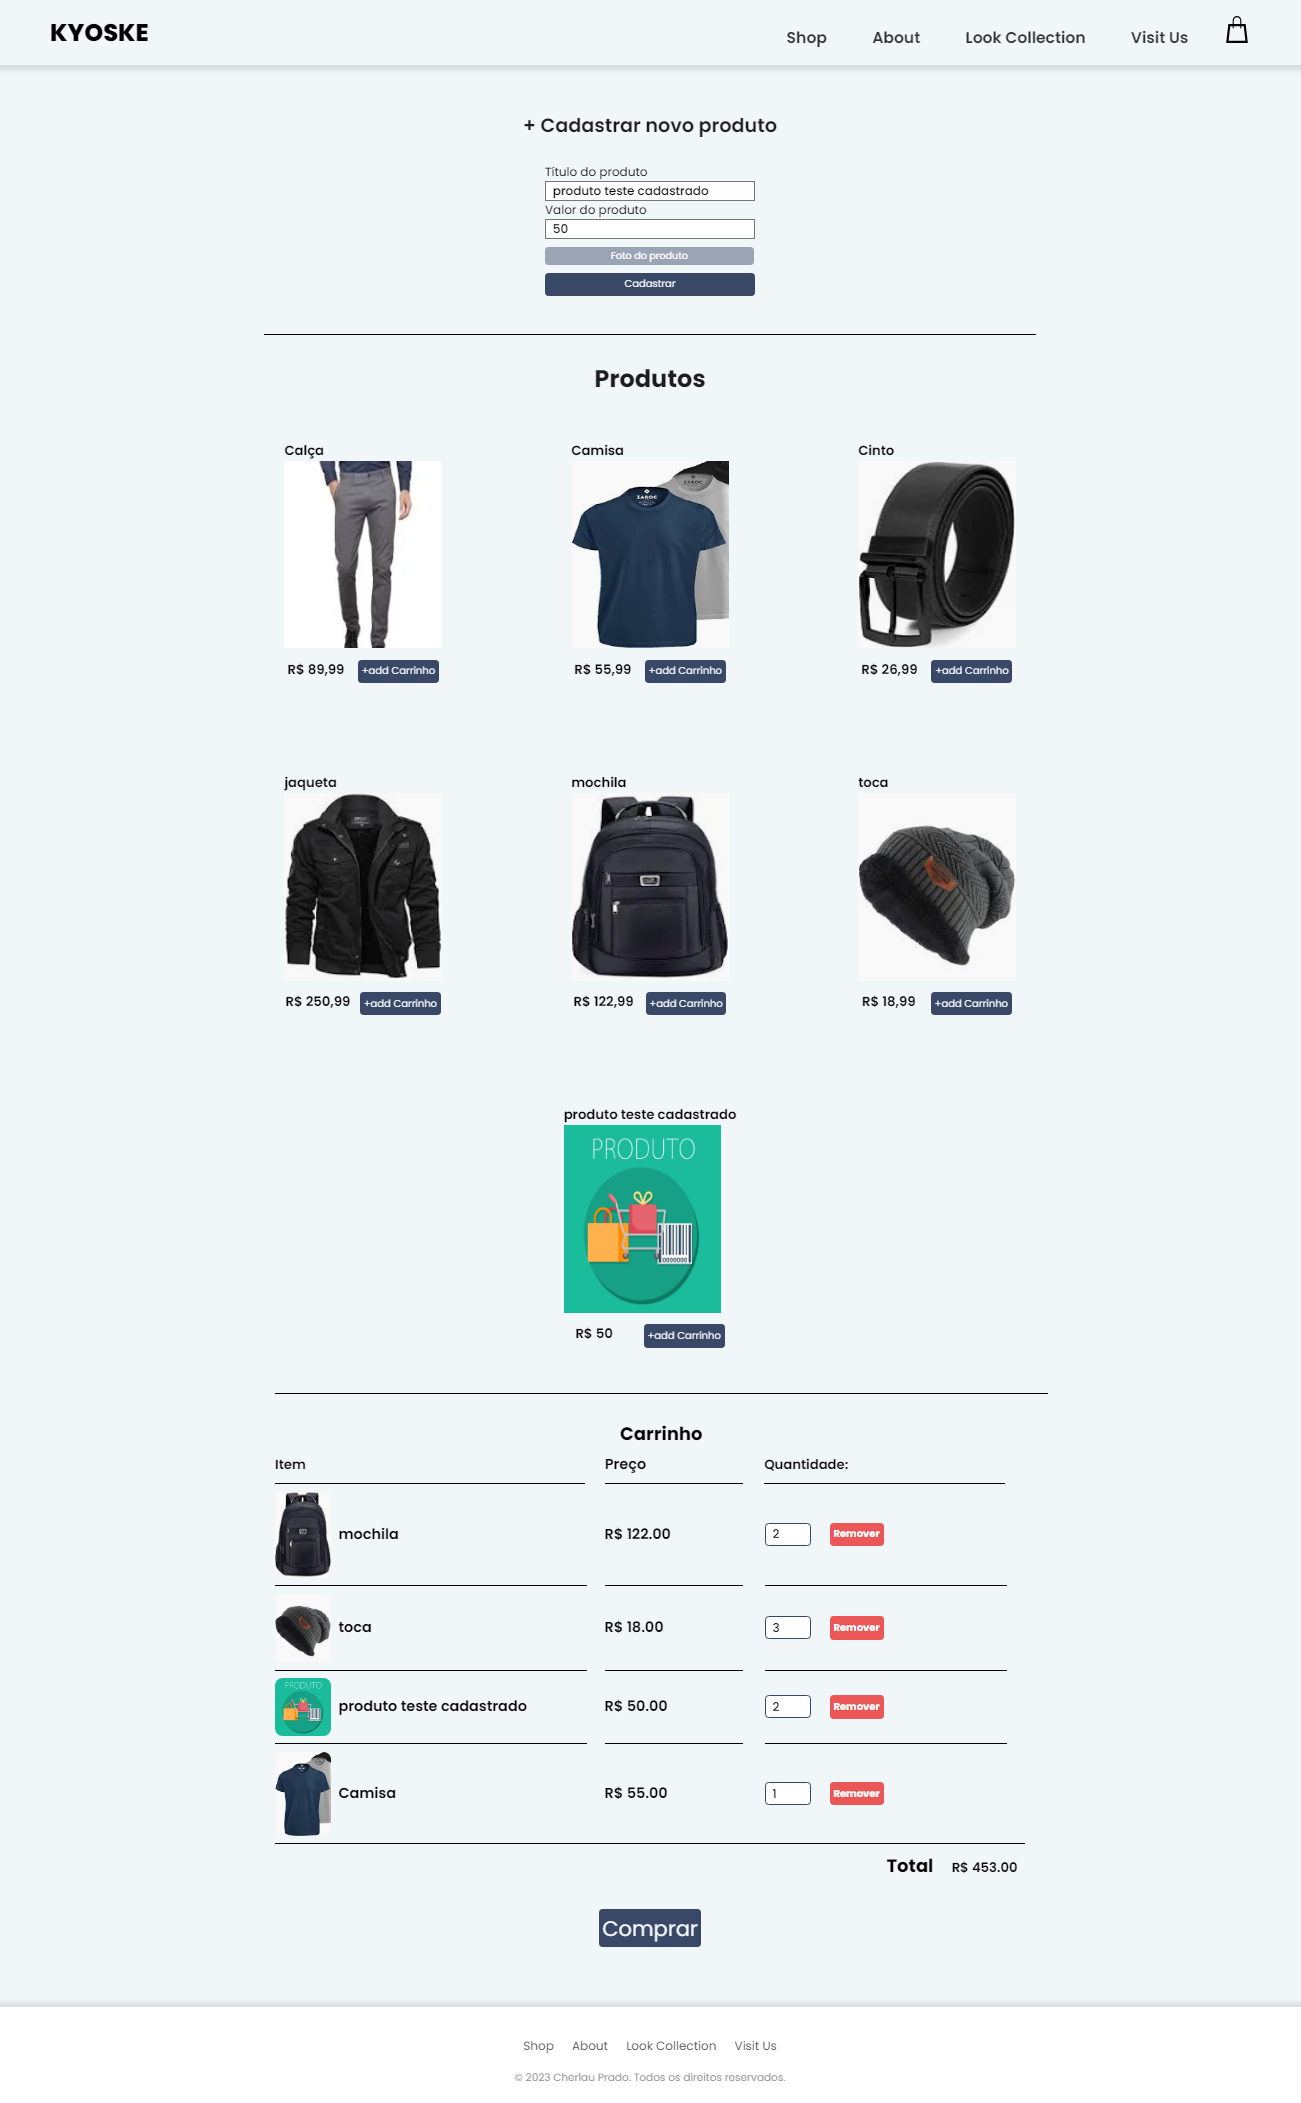 KYOSKE
Shop About Look Collection Visit Us
+ Cadastrar novo produto
Título do produto
produto teste cadastrado
Valor do produto
50
Foto do produto
Cadastrar
Produtos
Calça Camisa Cinto
ZAROC
R$ 89,99 +add Carrinho R$ 55,99 +add Carrinho R$ 26,99 +add Carrinho
jaqueta mochila toca
R$ 250,99 +add Carrinho R$ 122,99 +add Carrinho R$ 18,99 +add Carrinho
produto teste cadastrado
PRODUTO
0000000
R$ 50 +add Carrinho
Carrinho
Item Preço Quantidade:
mochila R$ 122.00 2 Remover
toca R$ 18.00 3 Remover
PRODUTO
produto teste cadastrado R$ 50.00 2 Remover
Camisa R$ 55.00 1 Remover
Total R$ 453.00
Comprar
Shop About Look Collection Visit Us
© 2023 Cherlau Prado. Todos os direitos reservados.